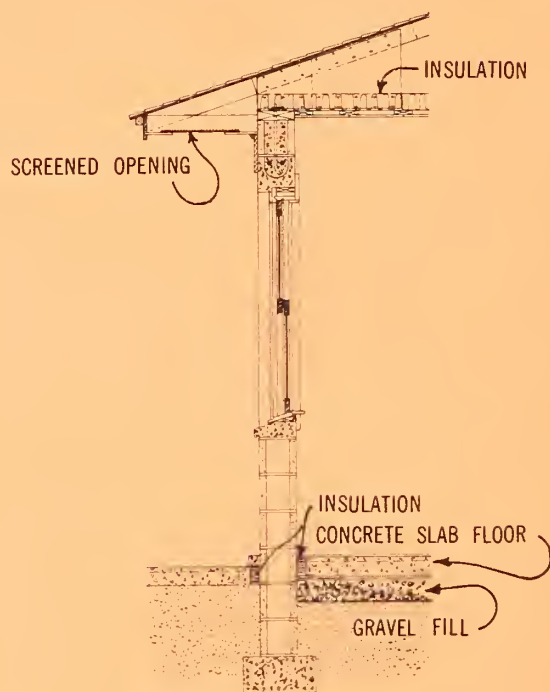 INSULATION
SCREENED OPENING
INSULATION
CONCRETE SLAB FLOOR
GRAVEL FILL